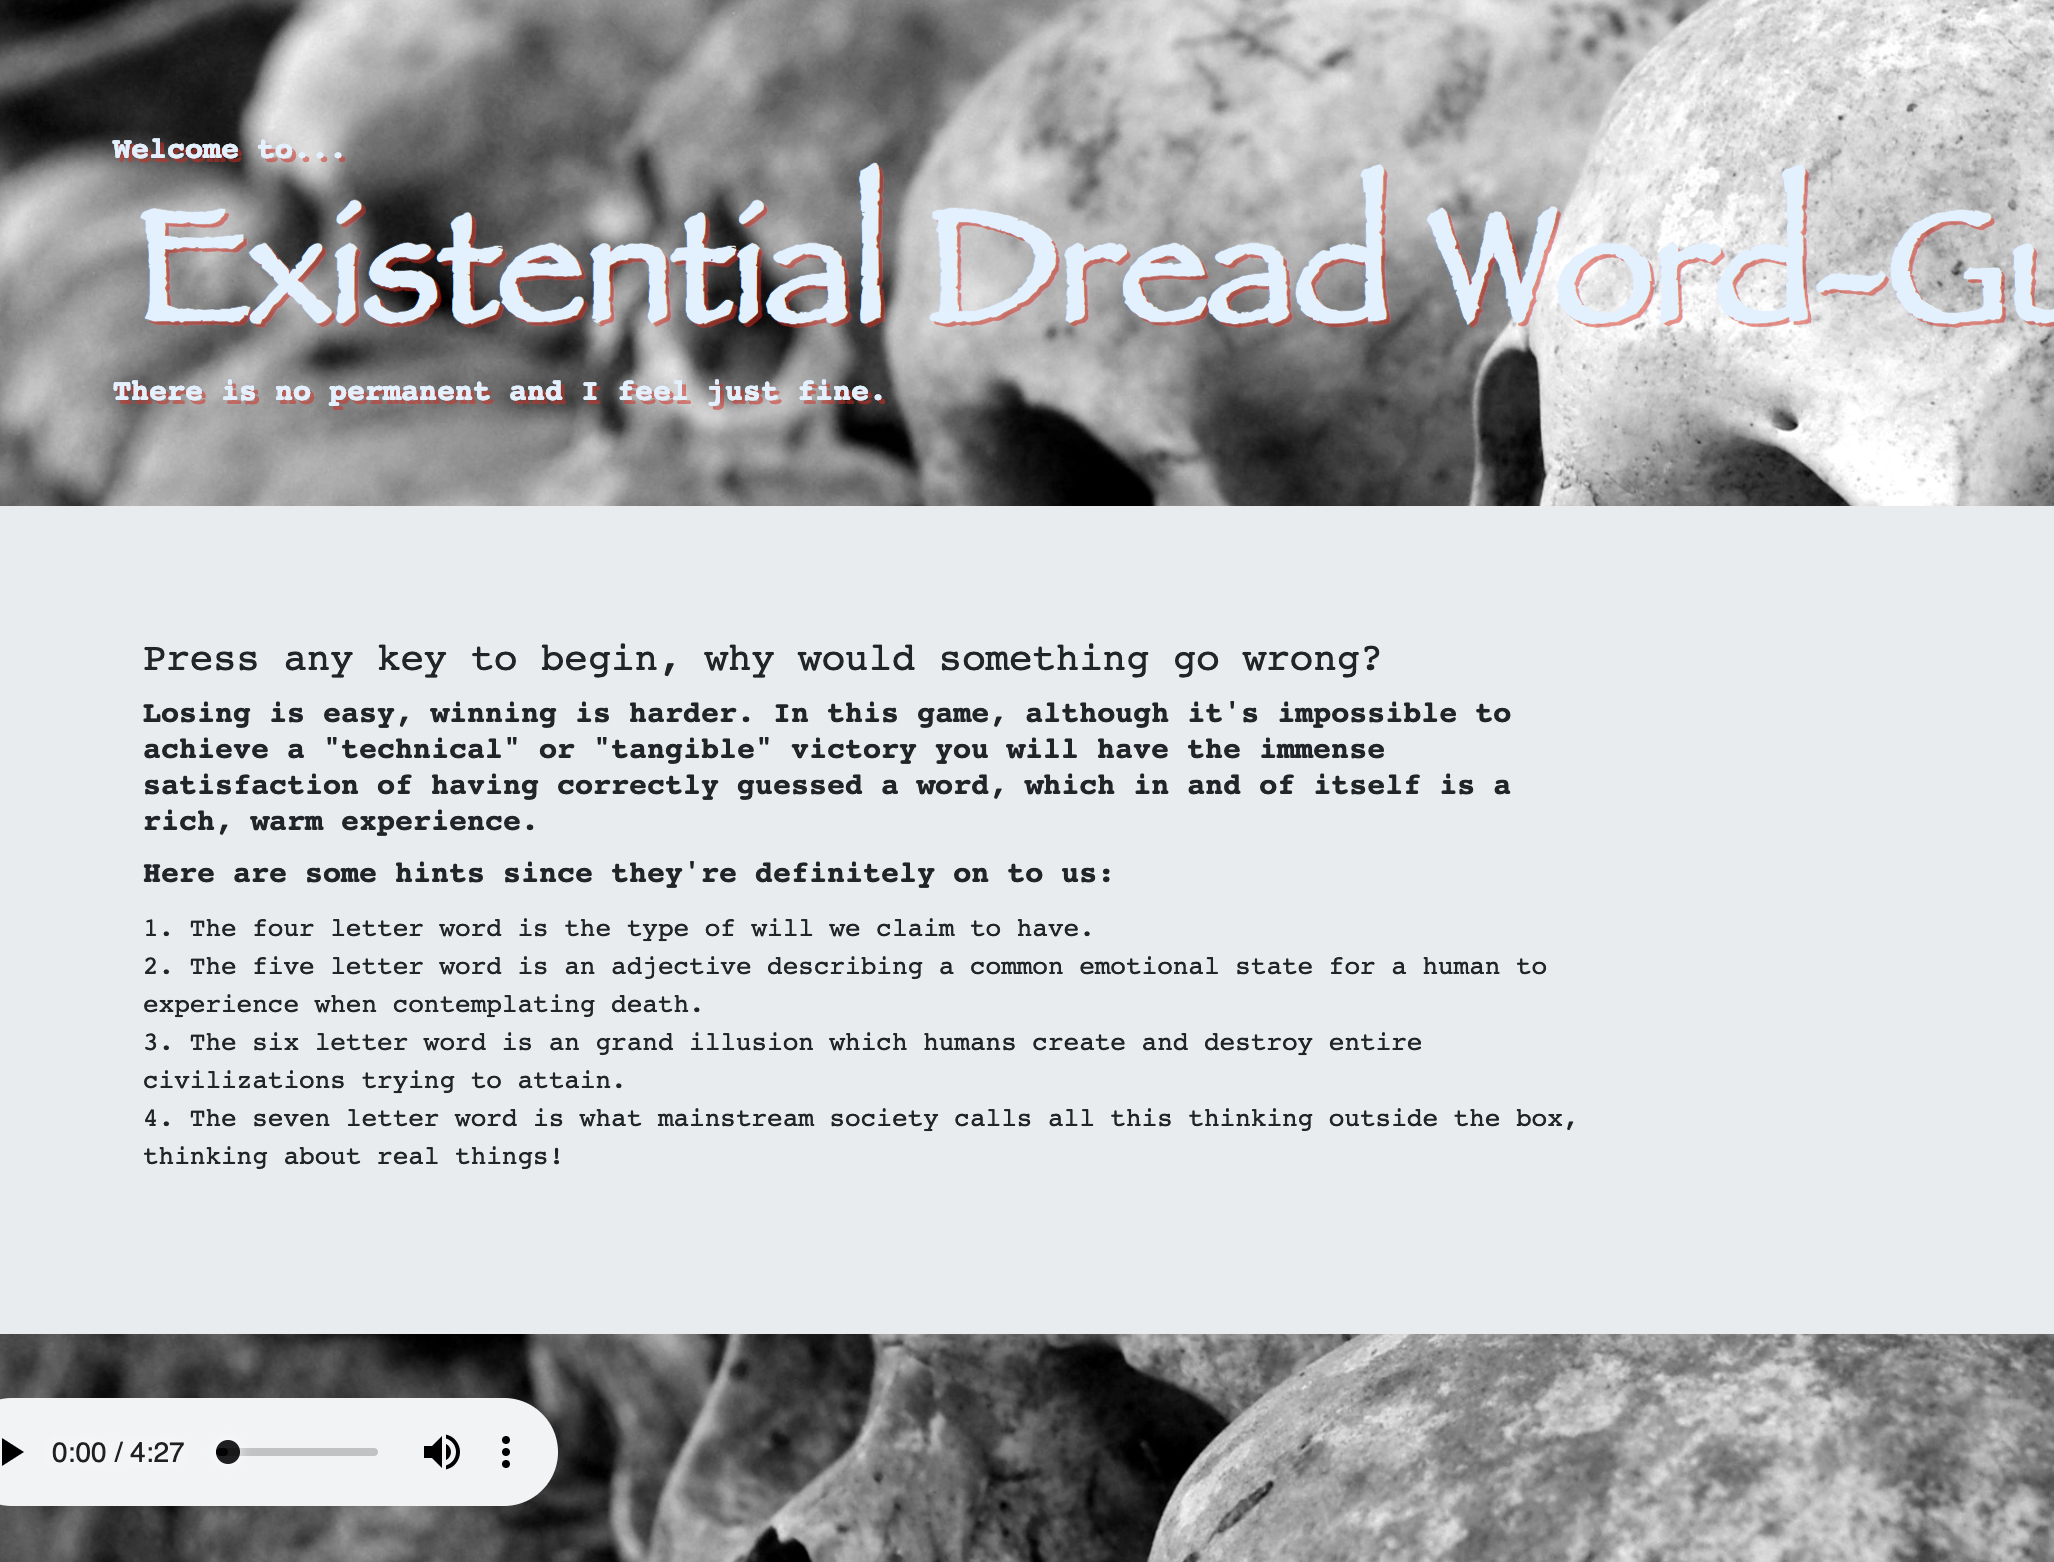 Welcome to...
Existential Dread Word-Gu
There is no permanent and I feel just fine.
Press any key to begin, why would something go wrong?
Losing is easy, winning is harder. In this game, although it's impossible to
achieve a "technical" or "tangible" victory you will have the immense
satisfaction of having correctly guessed a word, which in and of itself is a
rich, warm experience.
Here are some hints since they're definitely on to us:
1. The four letter word is the type of will we claim to have.
2. The five letter word is an adjective describing a common emotional state for a human to
experience when contemplating death.
3. The six letter word is an grand illusion which humans create and destroy entire
civilizations trying to attain.
4. The seven letter word is what mainstream society calls all this thinking outside the box,
thinking about real things!
0:00 / 4:27